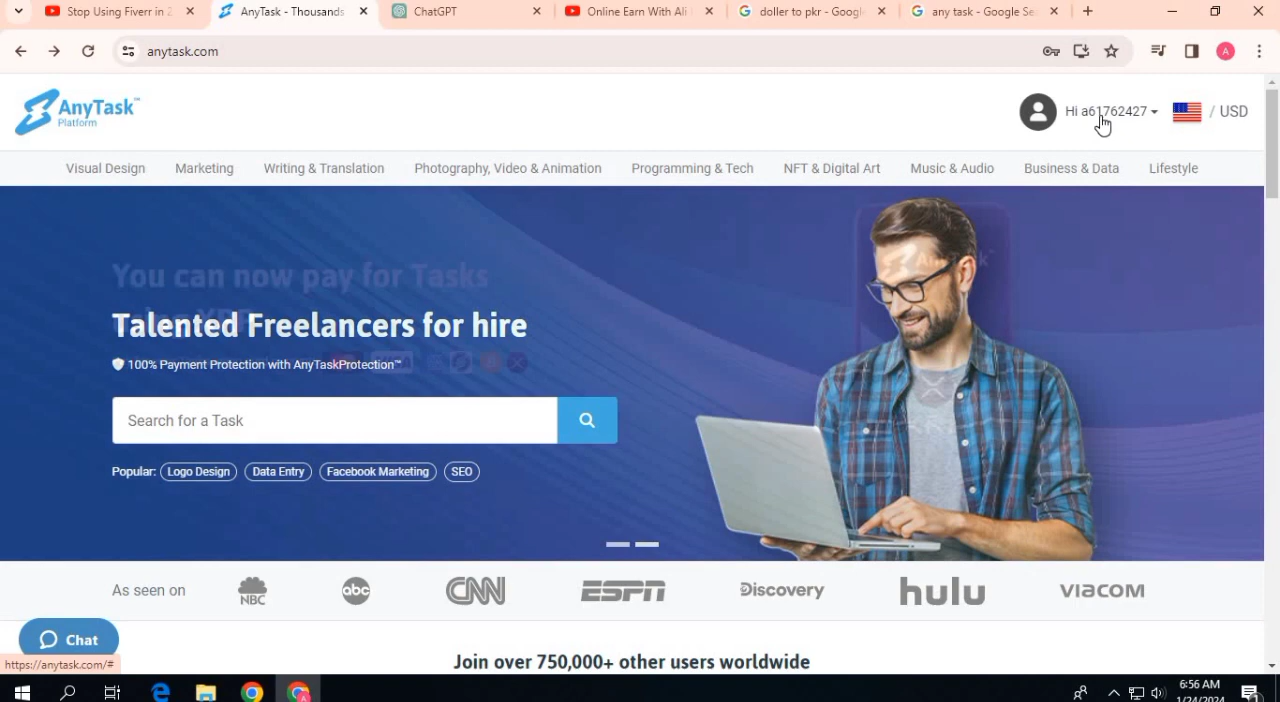 Stop Using Fiverr in 2
AnyTask - Thousands
ChatGPT
Online Earn With Ali
doller to pkr - Google
any task - Google Se
anytask.com
A
AnyTask™
Platform
Hi a61762427
/ USD
Visual Design
Marketing
Writing & Translation
Photography, Video & Animation
Programming & Tech
NFT & Digital Art
Music & Audio
Business & Data
Lifestyle
You can now pay for Tasks
Talented Freelancers for hire
100% Payment Protection with AnyTaskProtection™
Search for a Task
Popular: Logo Design Data Entry Facebook Marketing SEO
As seen on
NBC
abc
CNN
ESPN
Discovery
hulu
VIACOM
Chat
https://anytask.com/#
Join over 750,000+ other users worldwide
6:56 AM
1/24/2024